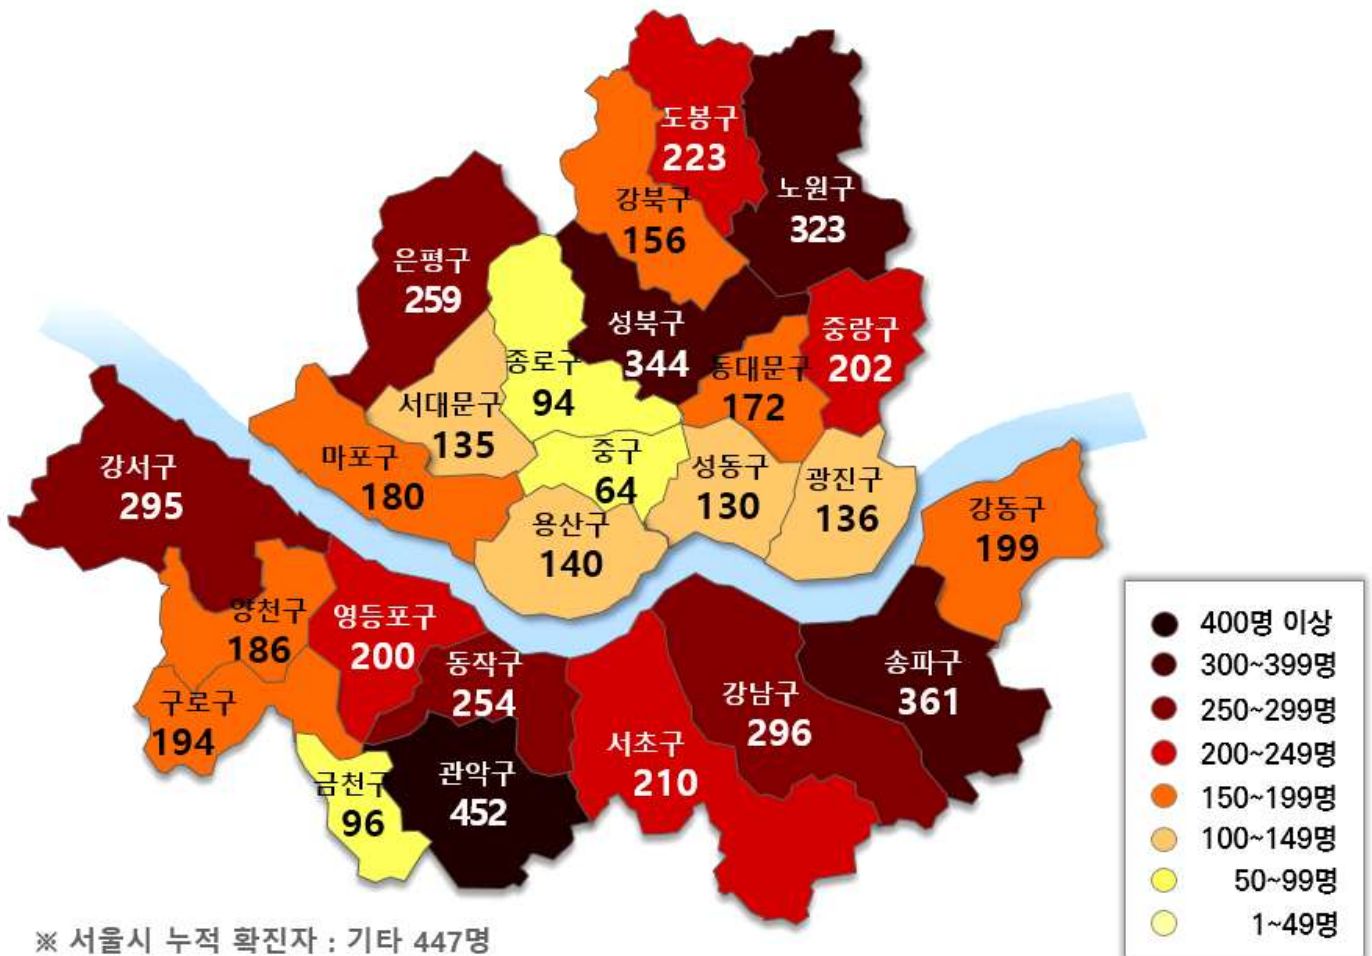 도봉구
223
노원구
323
강북구
156
은평구
259
성북구
344
중랑구
202
종로구
94
동대문구
172
서대문구
135
마포구
180
중구
64
성동구
130
광진구
136
강서구
295
용산구
140
강동구
199
양천구
186
영등포구
200
동작구
254
강남구
296
송파구
361
구로구
194
서초구
210
금천구
96
관악구
452
400명 이상
300~399명
250~299명
200~249명
150~199명
100~149명
50~99명
1~49명
※ 서울시 누적 확진자 : 기타 447명